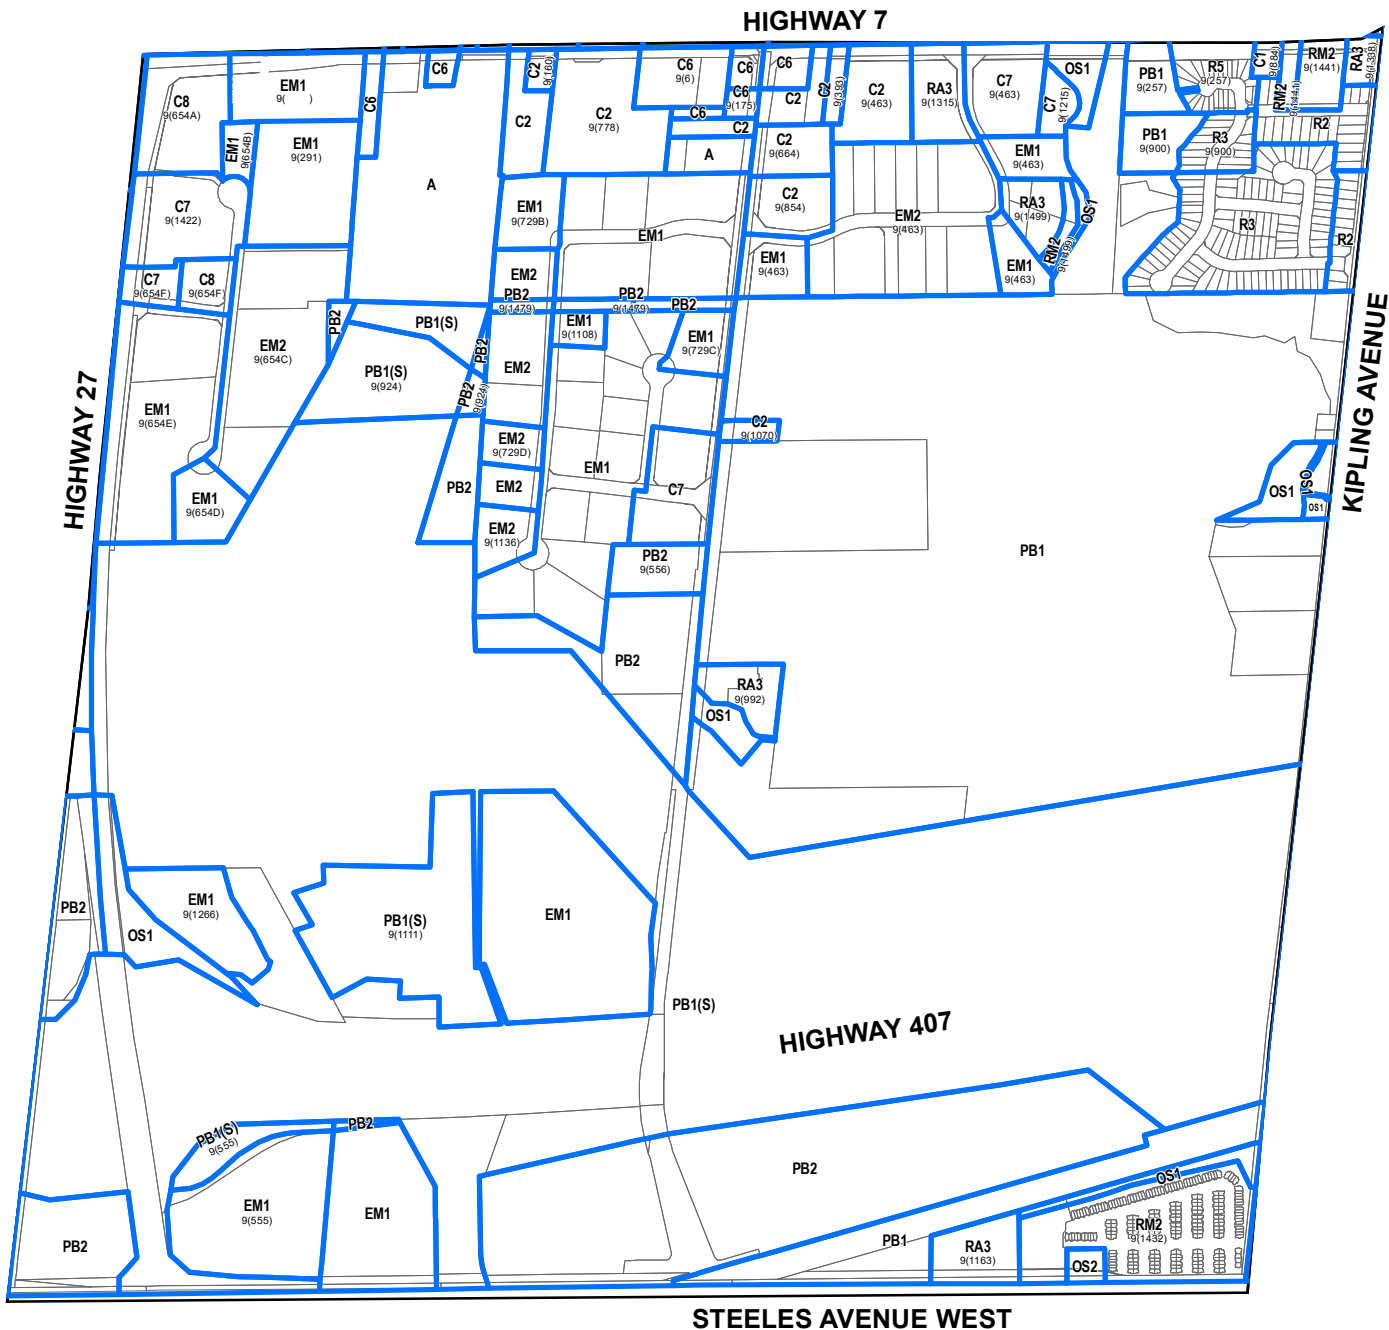 HIGHWAY 7
C6
C6
9(6)
C6
C6
C2
9(160)
C6
9(175)
C6
C2
C2
9(393)
C2
9(463)
RA3
9(1315)
C7
9(463)
OS1
C7
9(1215)
PB1
9(257)
R5
9(257)
C1
9(884)
RM2
9(1441)
RM2
9(1441)
RA3
9(1338)
C8
9(654A)
EM1
9( )
C6
EM1
9(654B)
EM1
9(291)
A
C2
C2
9(778)
C2
A
C2
9(664)
EM1
9(463)
PB1
9(900)
R3
9(900)
R2
C7
9(1422)
EM1
9(729B)
EM1
C2
9(854)
EM2
9(463)
RA3
9(1499)
RM2
9(1499)
OS1
R3
R2
C7
9(654F)
C8
9(654F)
EM2
PB2
9(1479)
PB2
9(1479)
PB2
EM1
9(463)
EM1
9(463)
PB2
PB1(S)
EM1
9(1108)
EM1
9(729C)
EM2
9(654C)
PB1(S)
9(924)
PB2
PB2
9(924)
EM2
HIGHWAY 27
KIPLING AVENUE
EM1
9(654E)
C2
9(1070)
EM2
9(729D)
EM1
EM1
9(654D)
PB2
EM2
C7
OS1
OS1
OS1
EM2
9(1136)
PB2
9(556)
PB1
PB2
RA3
9(992)
OS1
PB2
OS1
EM1
9(1266)
PB1(S)
9(1111)
EM1
PB1(S)
HIGHWAY 407
PB1(S)
9(555)
PB2
PB2
EM1
9(555)
EM1
PB2
PB1
RA3
9(1163)
OS1
RM2
9(1432)
OS2
STEELES AVENUE WEST